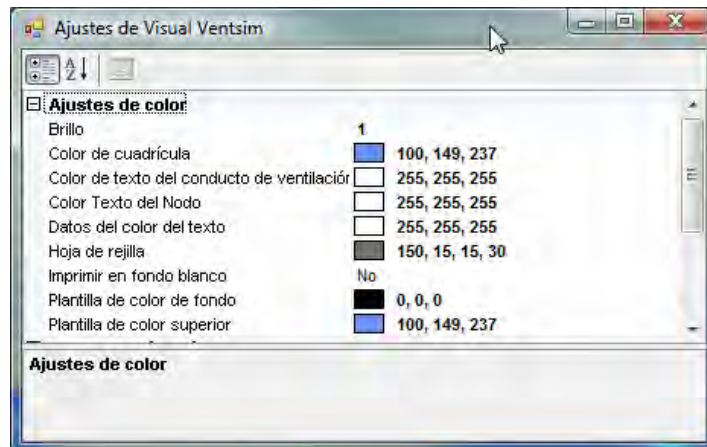 Ajustes de Visual Ventsim
Ajustes de color
Brillo 1
Color de cuadrícula 100, 149, 237
Color de texto del conducto de ventilación 255, 255, 255
Color Texto del Nodo 255, 255, 255
Datos del color del texto 255, 255, 255
Hoja de rejilla 150, 15, 15, 30
Imprimir en fondo blanco No
Plantilla de color de fondo 0, 0, 0
Plantilla de color superior 100, 149, 237
Ajustes de color